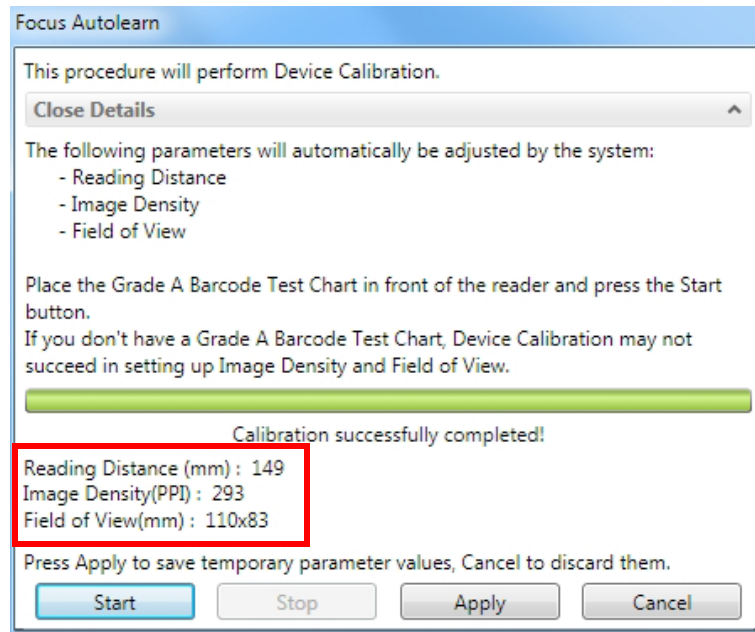 Focus Autolearn
This procedure will perform Device Calibration.
Close Details
The following parameters will automatically be adjusted by the system:
- Reading Distance
- Image Density
- Field of View
Place the Grade A Barcode Test Chart in front of the reader and press the Start
button.
If you don't have a Grade A Barcode Test Chart, Device Calibration may not
succeed in setting up Image Density and Field of View.
Calibration successfully completed!
Reading Distance (mm) : 149
Image Density(PPI) : 293
Field of View(mm) : 110x83
Press Apply to save temporary parameter values, Cancel to discard them.
Start Stop Apply Cancel